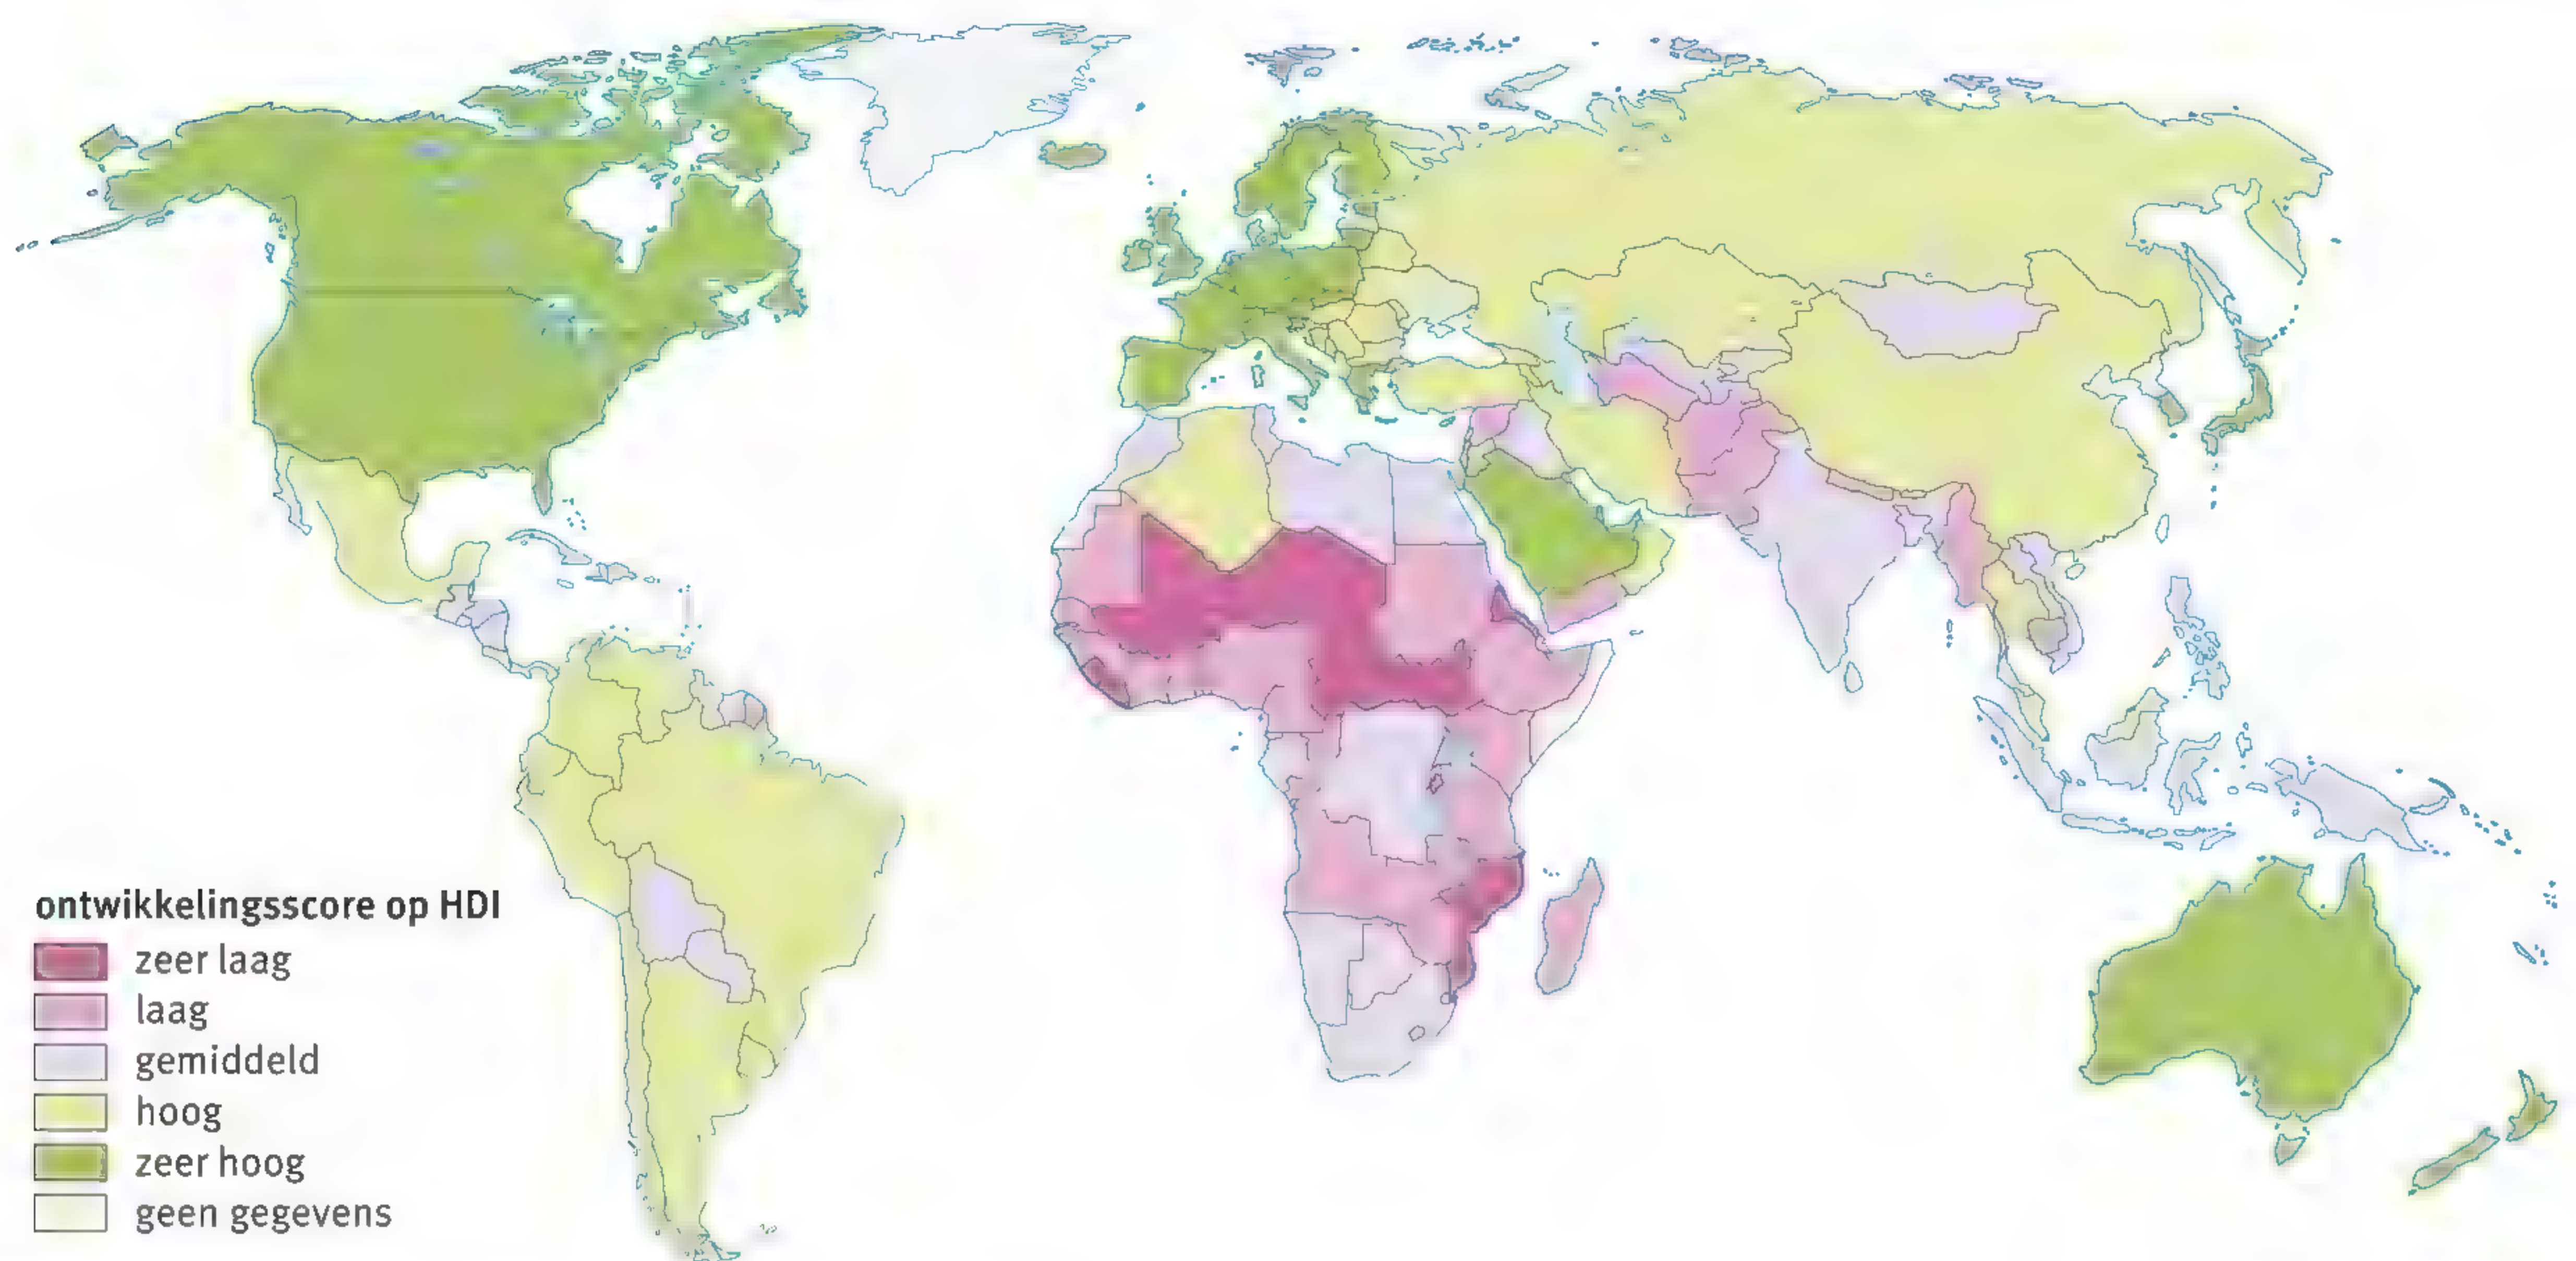 ontwikkelingsscore op HDI
zeer laag
laag
gemiddeld
hoog
zeer hoog
geen gegevens